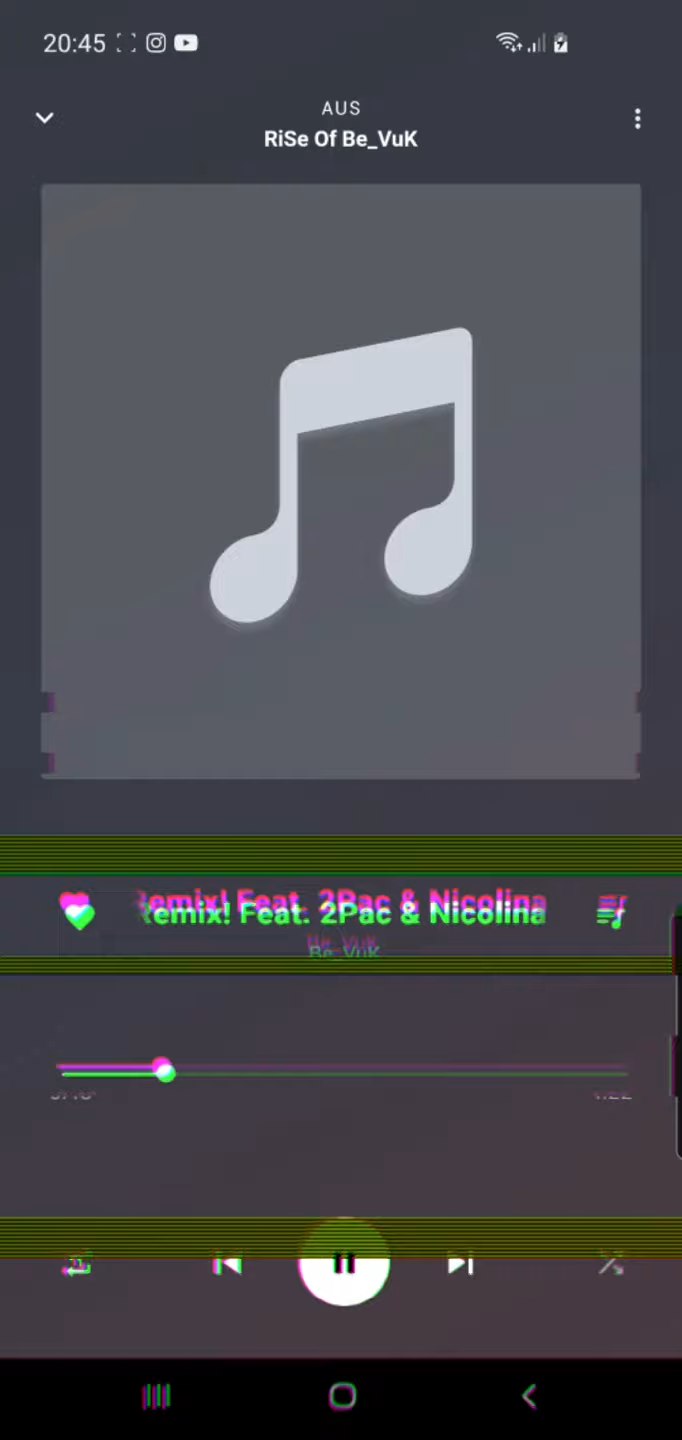 20:45
AUS
RiSe Of Be_VuK
Remix! Feat. 2Pac & Nicolina
Be_VuK